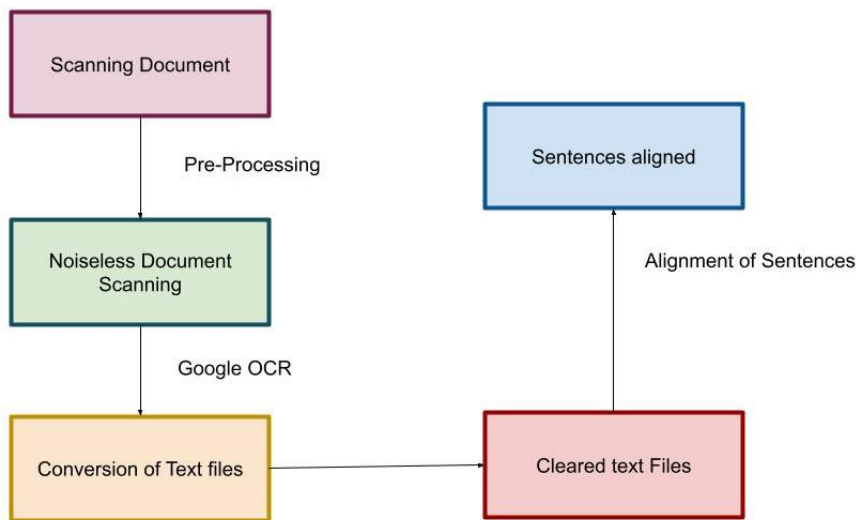 Scanning Document
Pre-Processing
Noiseless Document
Scanning
Google OCR
Conversion of Text files
Cleared text Files
Alignment of Sentences
Sentences aligned